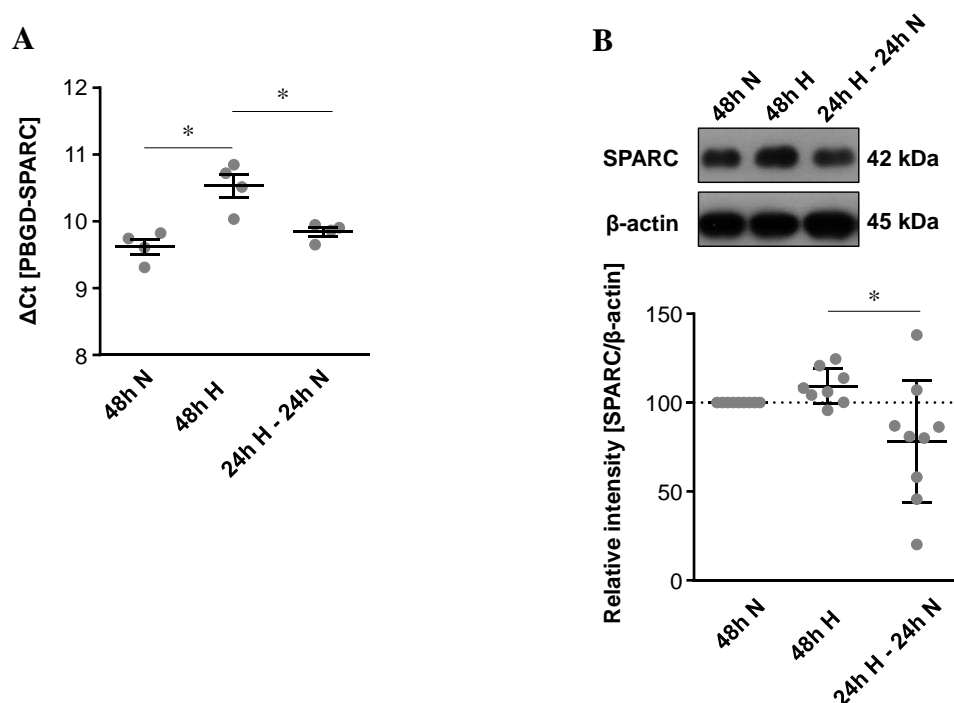 A
12
11
10
9
8
ΔCt [PBGD-SPARC]
*
*
48h N
48h H
24h H - 24h N
B
48h N
48h H
24h H - 24h N
SPARC
42 kDa
β-actin
45 kDa
Relative intensity [SPARC/β-actin]
150
100
50
0
*
48h N
48h H
24h H - 24h N